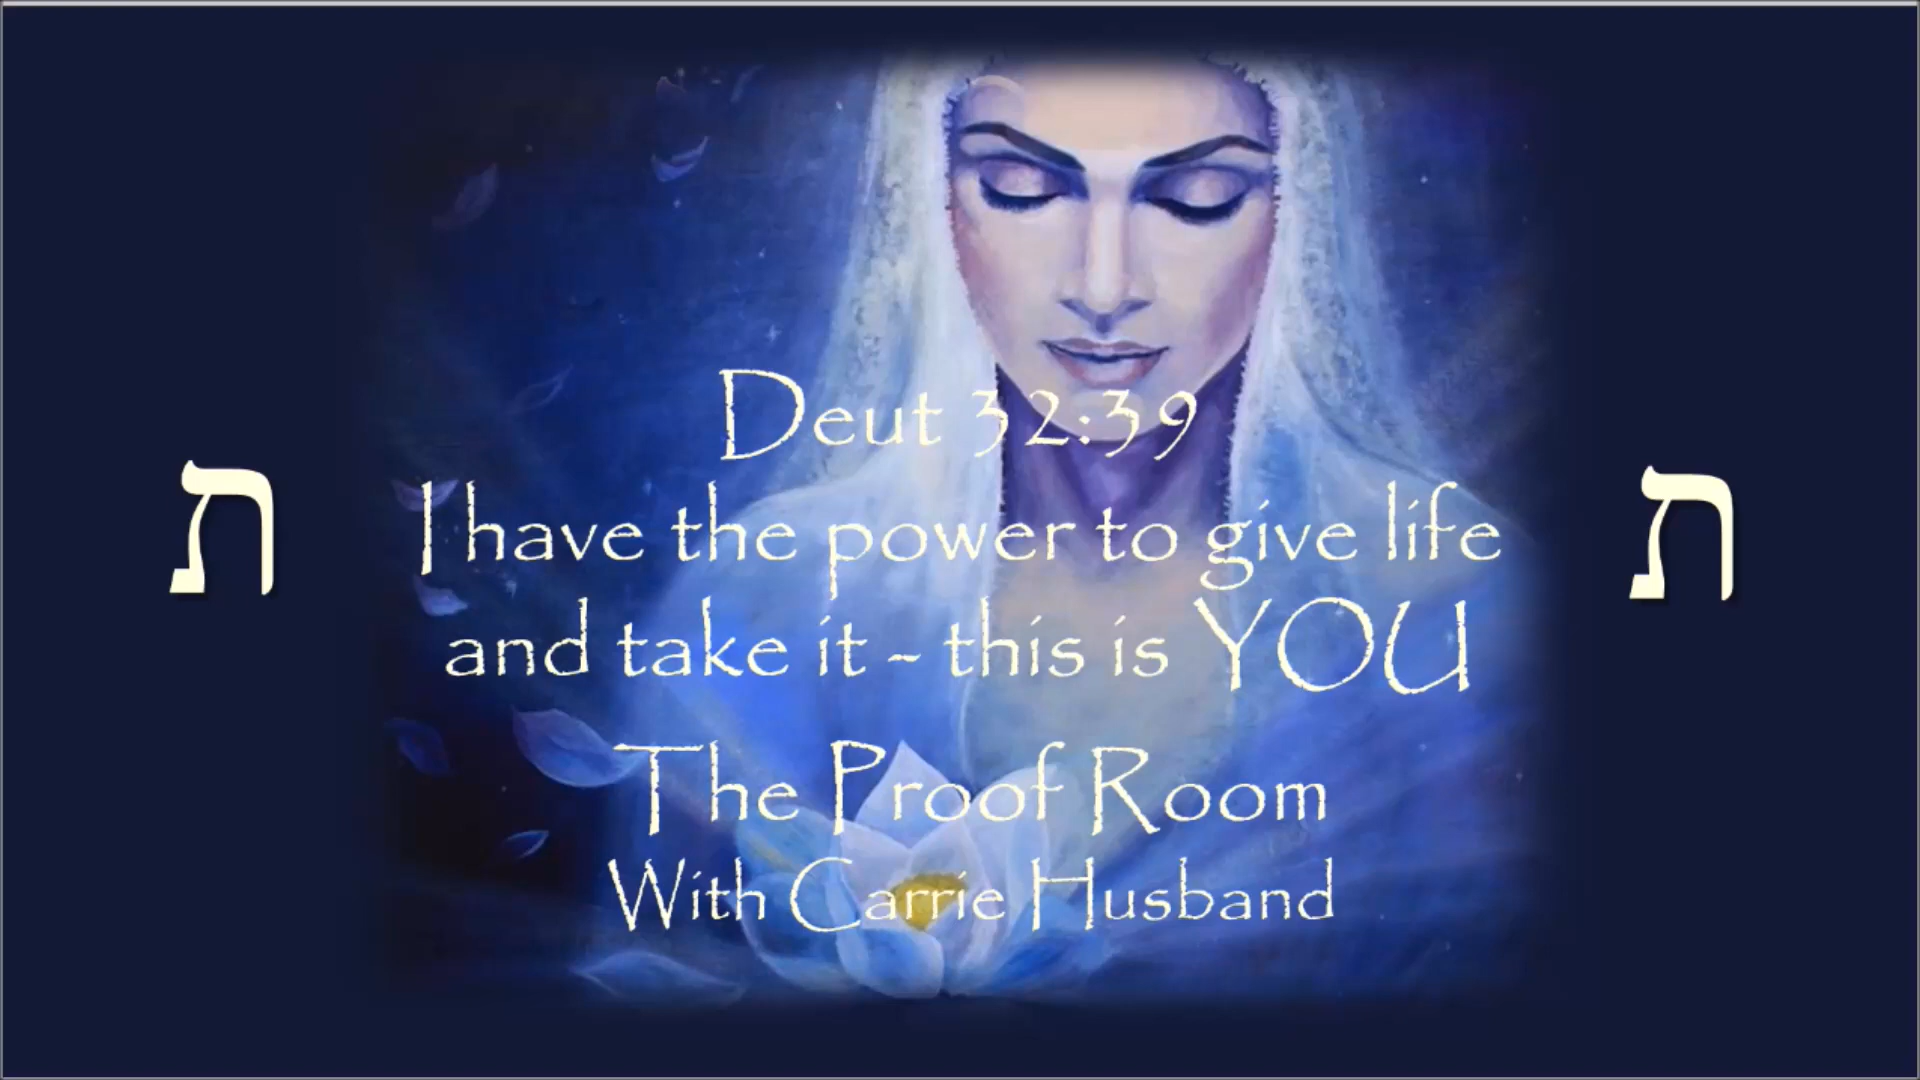 Deut 32:39
ת I have the power to give life ת
and take it - this is YOU
The Proof Room
With Carrie Husband